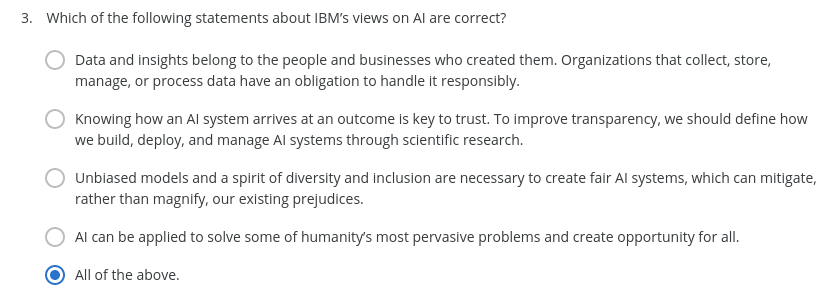 3. Which of the following statements about IBM's views on AI are correct?
Data and insights belong to the people and businesses who created them. Organizations that collect, store,
manage, or process data have an obligation to handle it responsibly.
Knowing how an AI system arrives at an outcome is key to trust. To improve transparency, we should define how
we build, deploy, and manage AI systems through scientific research.
Unbiased models and a spirit of diversity and inclusion are necessary to create fair AI systems, which can mitigate,
rather than magnify, our existing prejudices.
AI can be applied to solve some of humanity's most pervasive problems and create opportunity for all.
All of the above.